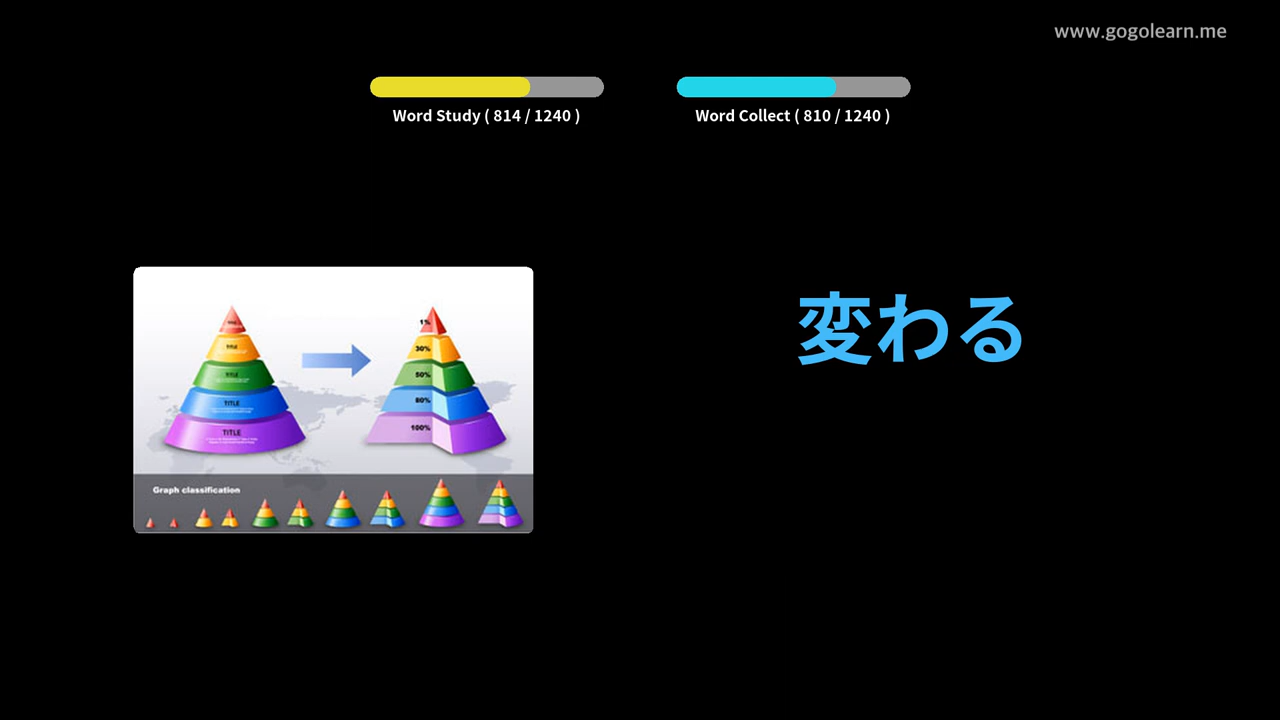 www.gogolearn.me
Word Study ( 814 / 1240 )
Word Collect ( 810 / 1240 )
変わる
TITLE
TITLE
TITLE
TITLE
1%
30%
50%
80%
100%
Graph classification